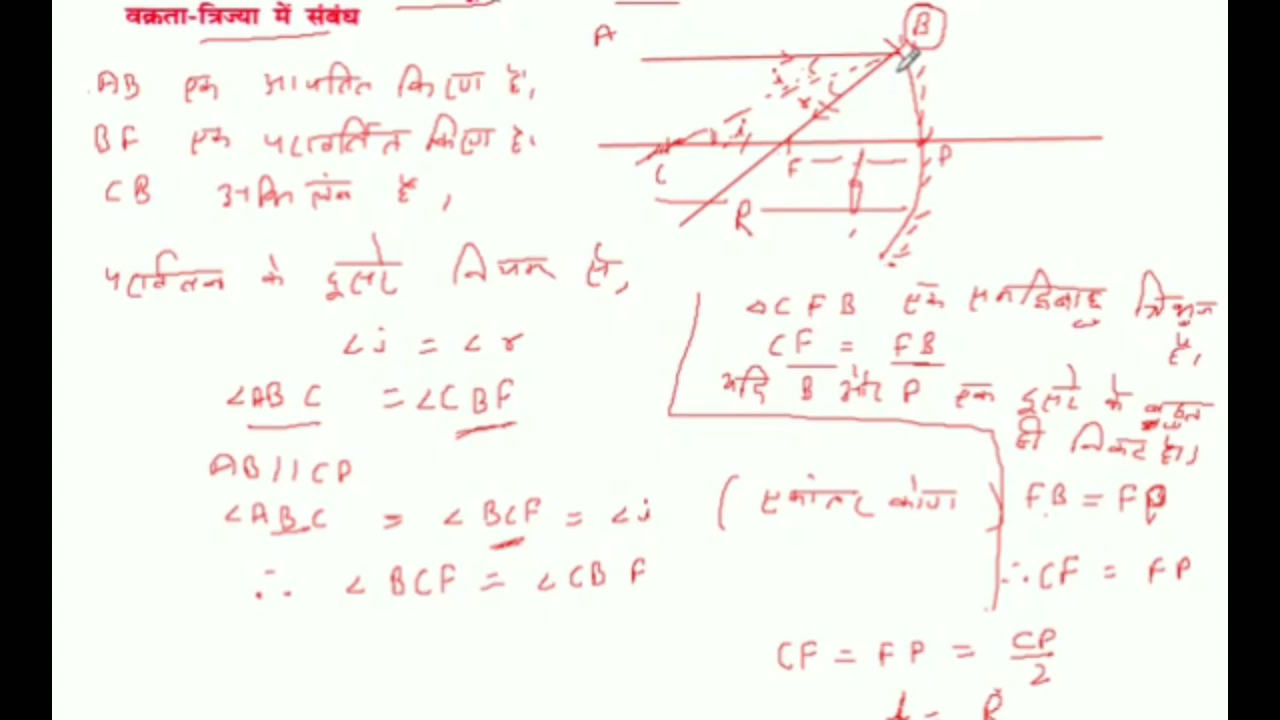 वक्रता-त्रिज्या में संबंध
AB एक आपतित किरण है,
BF एक परावर्तित किरण है।
CB अभिलंब है,
परावर्तन के दूसरे नियम से,
∠i = ∠r
∠ABC = ∠CBF
AB||CP
∠ABC = ∠BCF = ∠i (एकांतर कोण)
∴ ∠BCF = ∠CBF
A
B
i
i
r
i
C
F
P
R
△CFB एक समद्विबाहु त्रिभुज
है,
CF = FB
यदि B और P एक दूसरे के बहुत
ही निकट हो।
FB = FP
∴ CF = FP
CF = FP = CP/2